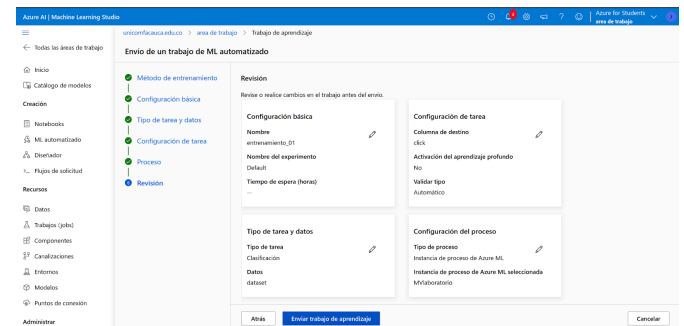 Azure AI | Machine Learning Studio
Azure for Students
area de trabajo
unicomfacauca.edu.co > area de trabajo > Trabajo de aprendizaje
Todas las áreas de trabajo
Envío de un trabajo de ML automatizado
Inicio
Catálogo de modelos
Creación
Notebooks
ML automatizado
Diseñador
Flujos de solicitud
Recursos
Datos
Trabajos (jobs)
Componentes
Canalizaciones
Entornos
Modelos
Puntos de conexión
Administrar
Método de entrenamiento
Configuración básica
Tipo de tarea y datos
Configuración de tarea
Proceso
Revisión
Revisión
Revise o realice cambios en el trabajo antes del envío.
Configuración básica
Nombre
entrenamiento_01
Nombre del experimento
Default
Tiempo de espera (horas)
--
Configuración de tarea
Columna de destino
click
Activación del aprendizaje profundo
No
Validar tipo
Automático
Tipo de tarea y datos
Tipo de tarea
Clasificación
Datos
dataset
Configuración del proceso
Tipo de proceso
Instancia de proceso de Azure ML
Instancia de proceso de Azure ML seleccionada
MVlaboratorio
Atrás
Enviar trabajo de aprendizaje
Cancelar